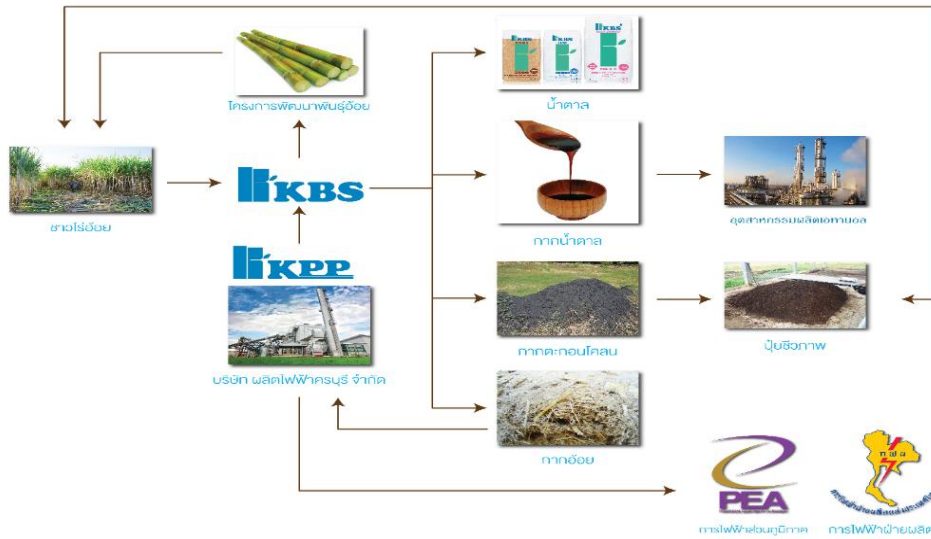 KBS
โครงการพัฒนาพันธุ์อ้อย
น้ำตาล
ชาวไร่อ้อย
KBS
กากน้ำตาล
อุตสาหกรรมผลิตเอทานอล
KPP
บริษัท ผลิตไฟฟ้าครบุรี จำกัด
กากตะกอนโคลน
ปุ๋ยชีวภาพ
กากอ้อย
PEA
กฟผ
การไฟฟ้าส่วนภูมิภาค
การไฟฟ้าฝ่ายผลิต